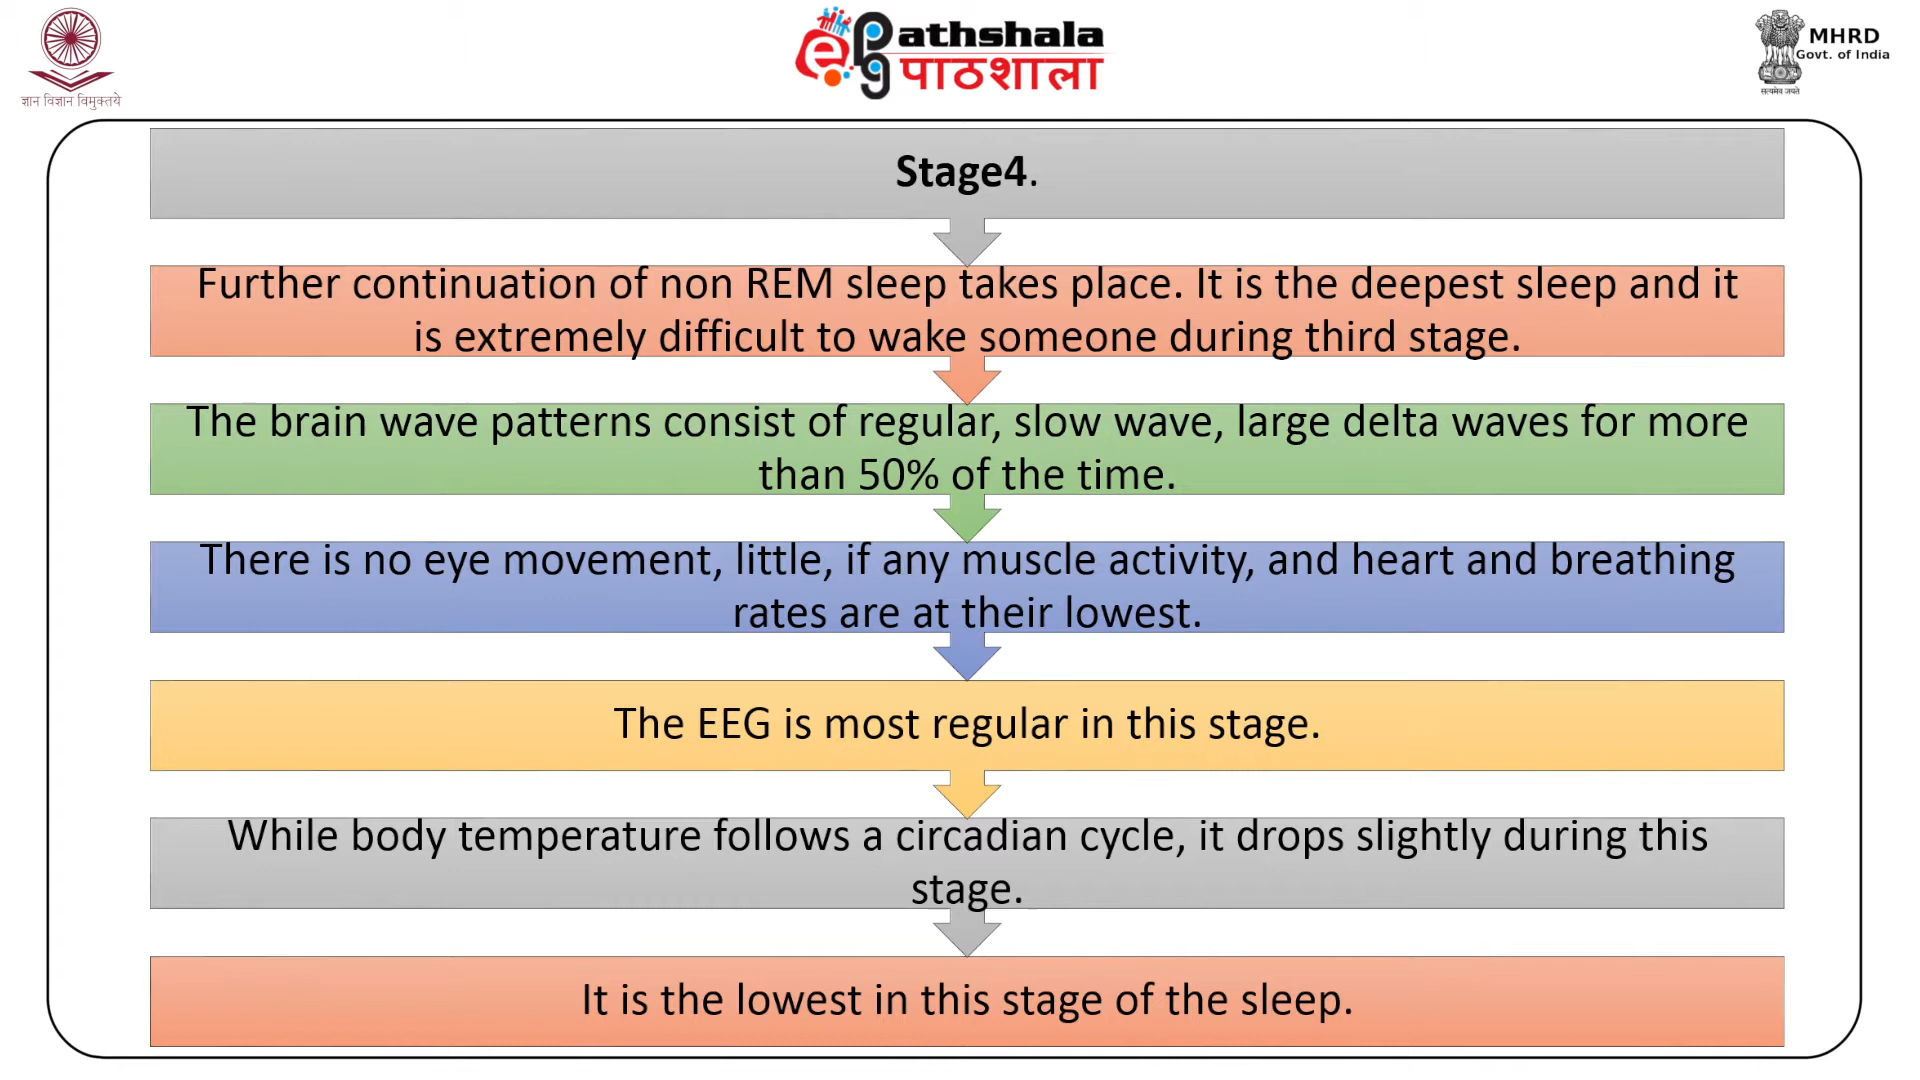 ज्ञान विज्ञान विमुक्तये
ePG Pathshala
पाठशाला
MHRD
Govt. of India
सत्यमेव जयते
Stage4.
Further continuation of non REM sleep takes place. It is the deepest sleep and it
is extremely difficult to wake someone during third stage.
The brain wave patterns consist of regular, slow wave, large delta waves for more
than 50% of the time.
There is no eye movement, little, if any muscle activity, and heart and breathing
rates are at their lowest.
The EEG is most regular in this stage.
While body temperature follows a circadian cycle, it drops slightly during this
stage.
It is the lowest in this stage of the sleep.